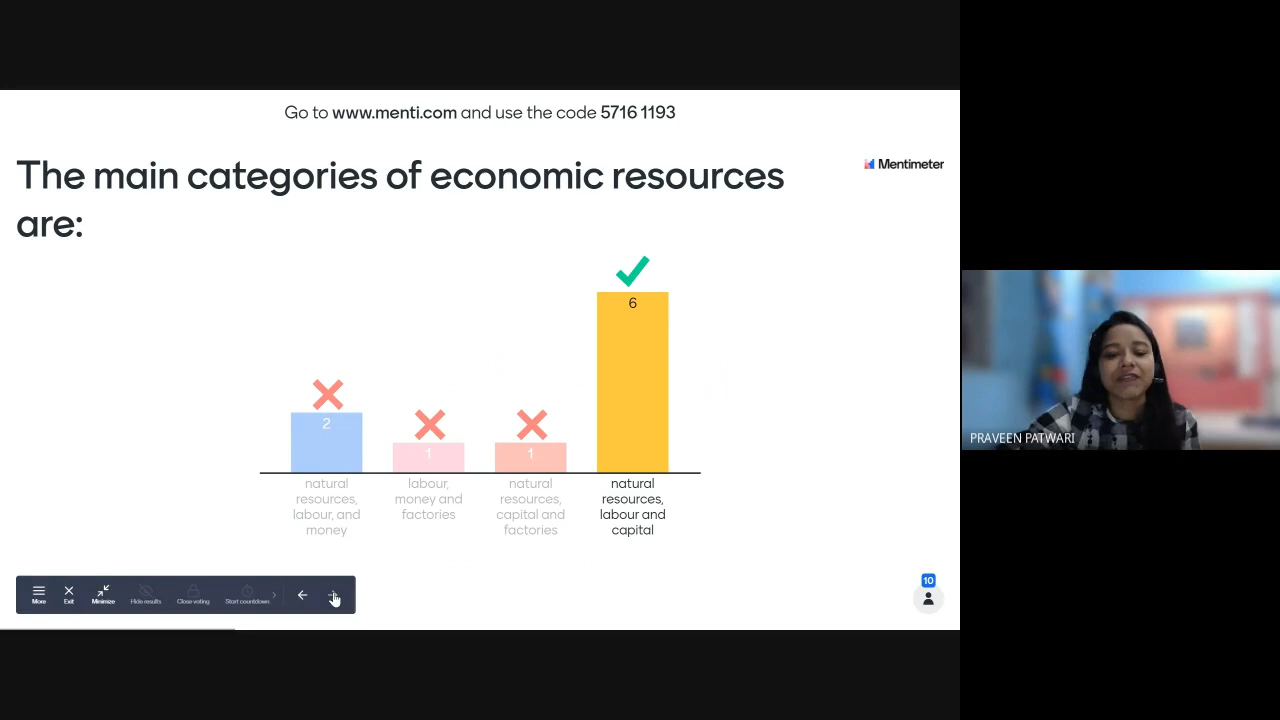 Go to www.menti.com and use the code 5716 1193
Mentimeter
The main categories of economic resources
are:
6
2
1
1
natural
resources,
labour, and
money
labour,
money and
factories
natural
resources,
capital and
factories
natural
resources,
labour and
capital
PRAVEEN PATWARI
More
Exit
Minimize
Hide results
Close voting
Start countdown
10